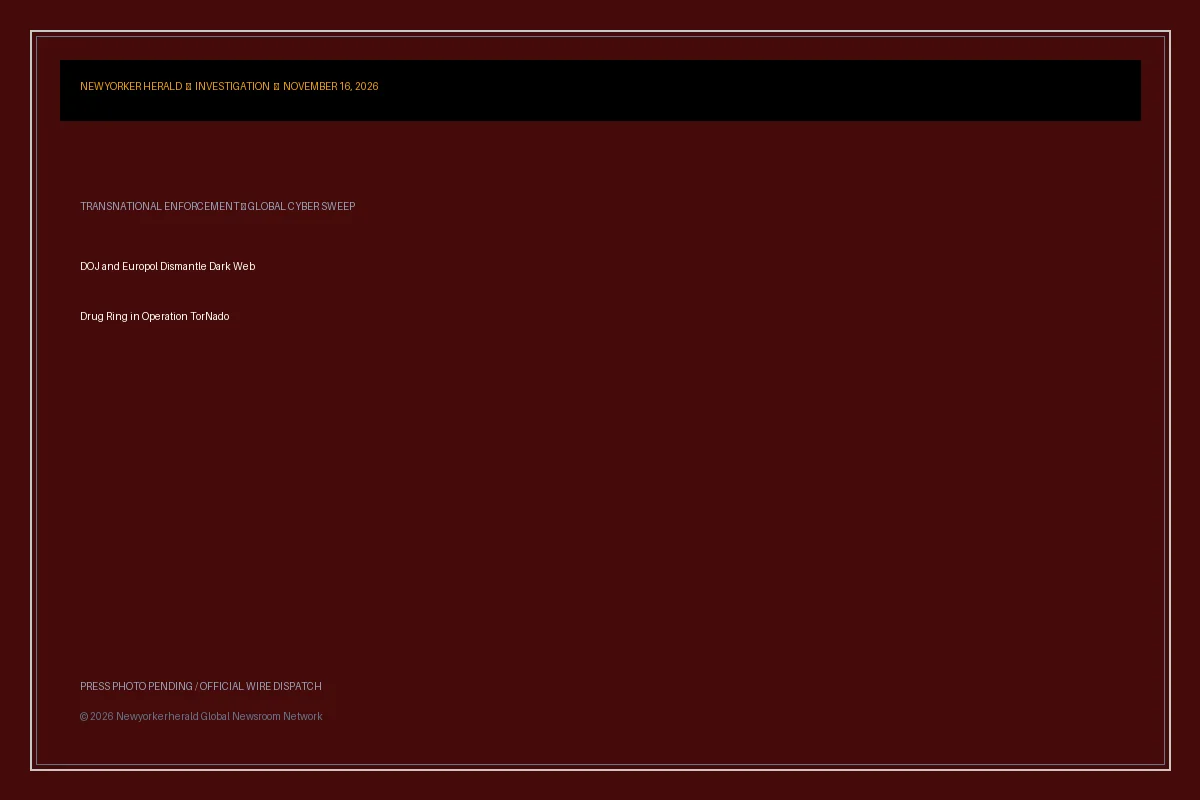 NEWYORKER HERALD ▯ INVESTIGATION ▯ NOVEMBER 16, 2026
TRANSNATIONAL ENFORCEMENT ▯ GLOBAL CYBER SWEEP
DOJ and Europol Dismantle Dark Web
Drug Ring in Operation TorNado
PRESS PHOTO PENDING / OFFICIAL WIRE DISPATCH
© 2026 Newyorkerherald Global Newsroom Network